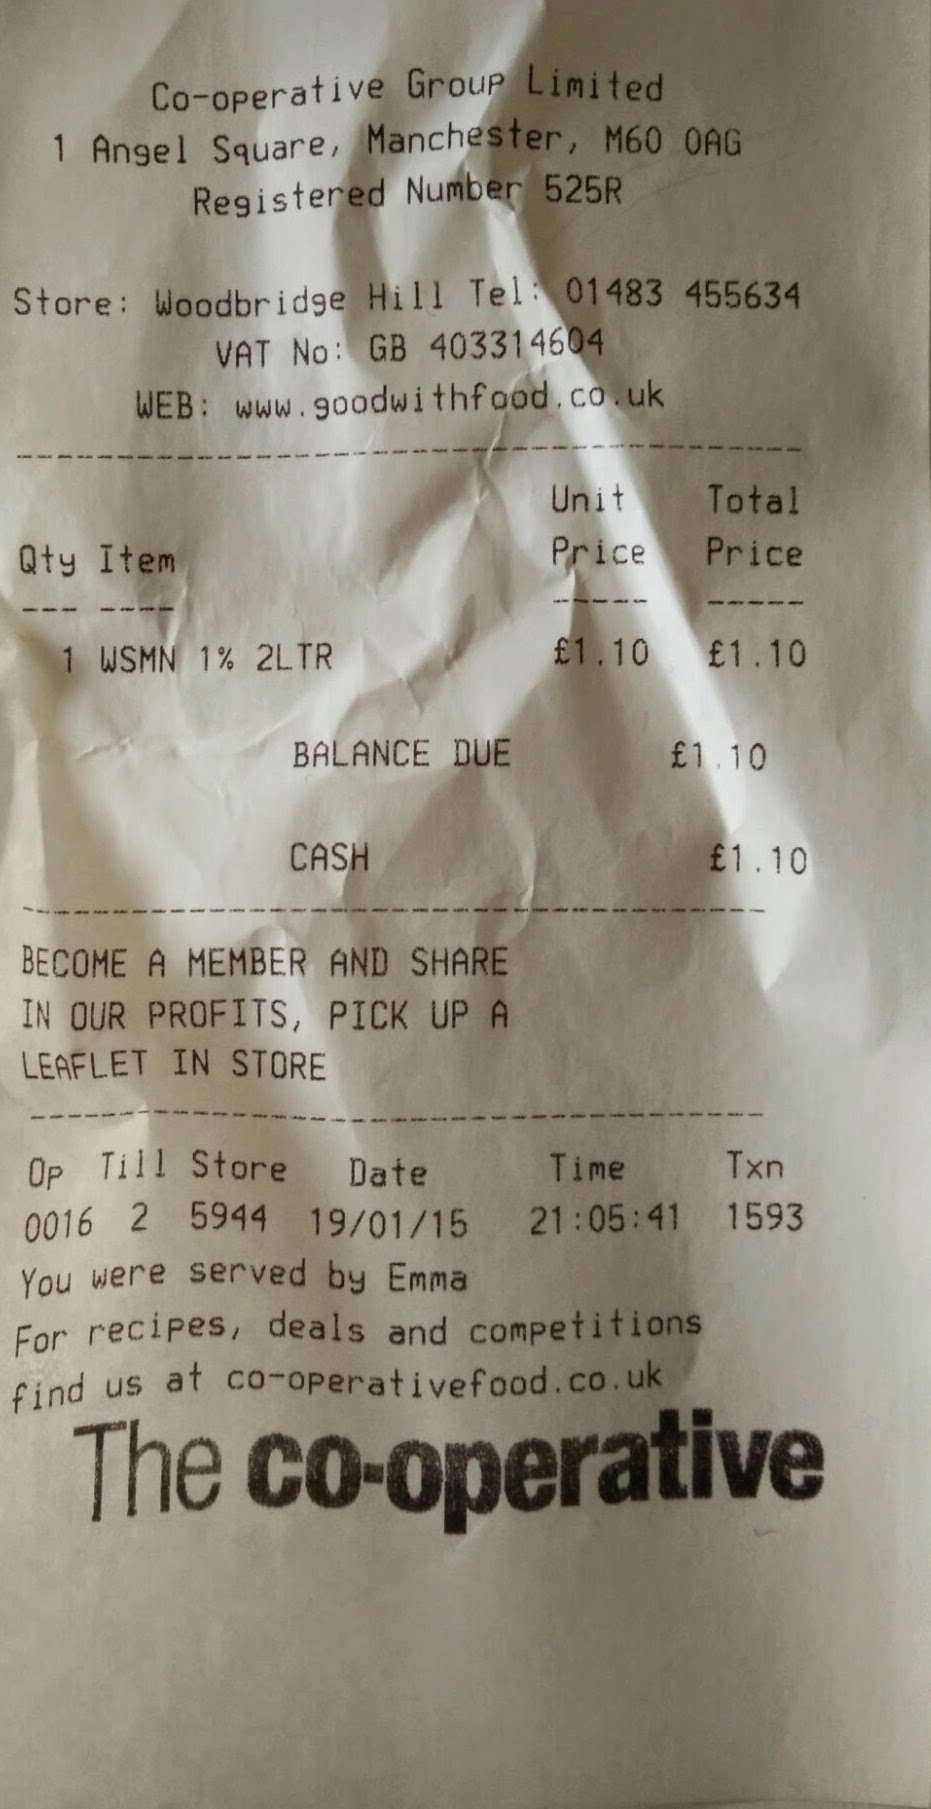 Co-operative Group Limited
1 Angel Square, Manchester, M60 0AG
Registered Number 525R
Store: Woodbridge Hill Tel: 01483 455634
VAT No: GB 403314604
WEB: www.goodwithfood.co.uk
Unit Total
Qty Item Price Price
1 WSMN 1% 2LTR £1.10 £1.10
BALANCE DUE £1.10
CASH £1.10
BECOME A MEMBER AND SHARE
IN OUR PROFITS, PICK UP A
LEAFLET IN STORE
Op Till Store Date Time Txn
0016 2 5944 19/01/15 21:05:41 1593
You were served by Emma
For recipes, deals and competitions
find us at co-operativefood.co.uk
The co-operative